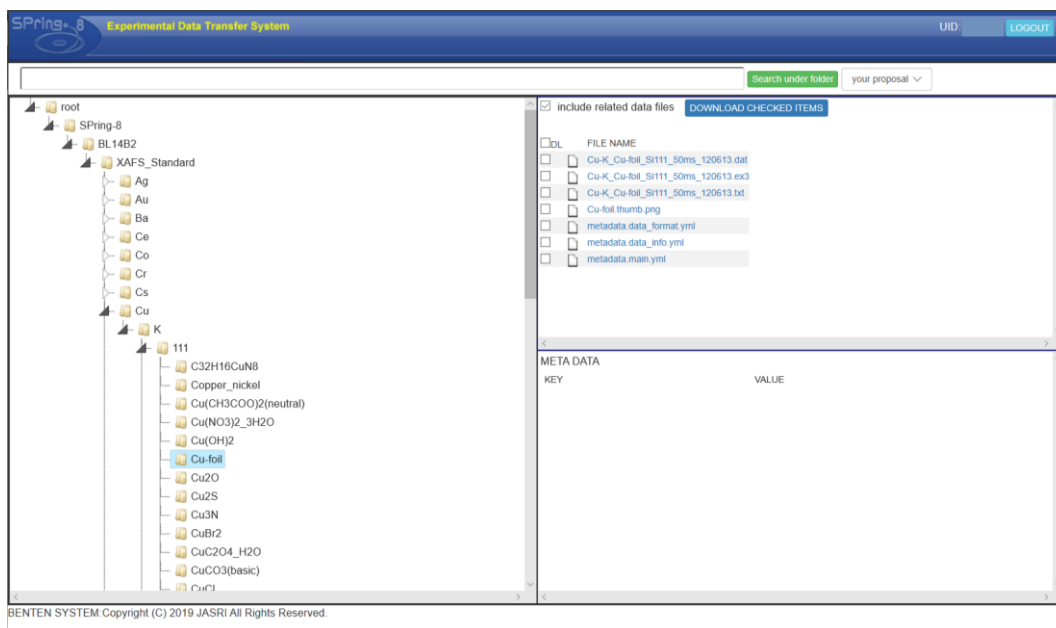 SPring-8 Experimental Data Transfer System UID: LOGOUT
Search under folder your proposal
root
SPring-8
BL14B2
XAFS_Standard
Ag
Au
Ba
Ce
Co
Cr
Cs
Cu
K
111
C32H16CuN8
Copper_nickel
Cu(CH3COO)2(neutral)
Cu(NO3)2_3H2O
Cu(OH)2
Cu-foil
Cu2O
Cu2S
Cu3N
CuBr2
CuC2O4_H2O
CuCO3(basic)
CuCl
include related data files DOWNLOAD CHECKED ITEMS
DL FILE NAME
Cu-K_Cu-foil_Si111_50ms_120613.dat
Cu-K_Cu-foil_Si111_50ms_120613.ex3
Cu-K_Cu-foil_Si111_50ms_120613.txt
Cu-foil.thumb.png
metadata.data_format.yml
metadata.data_info.yml
metadata.main.yml
META DATA
KEY VALUE
BENTEN SYSTEM:Copyright (C) 2019 JASRI All Rights Reserved.